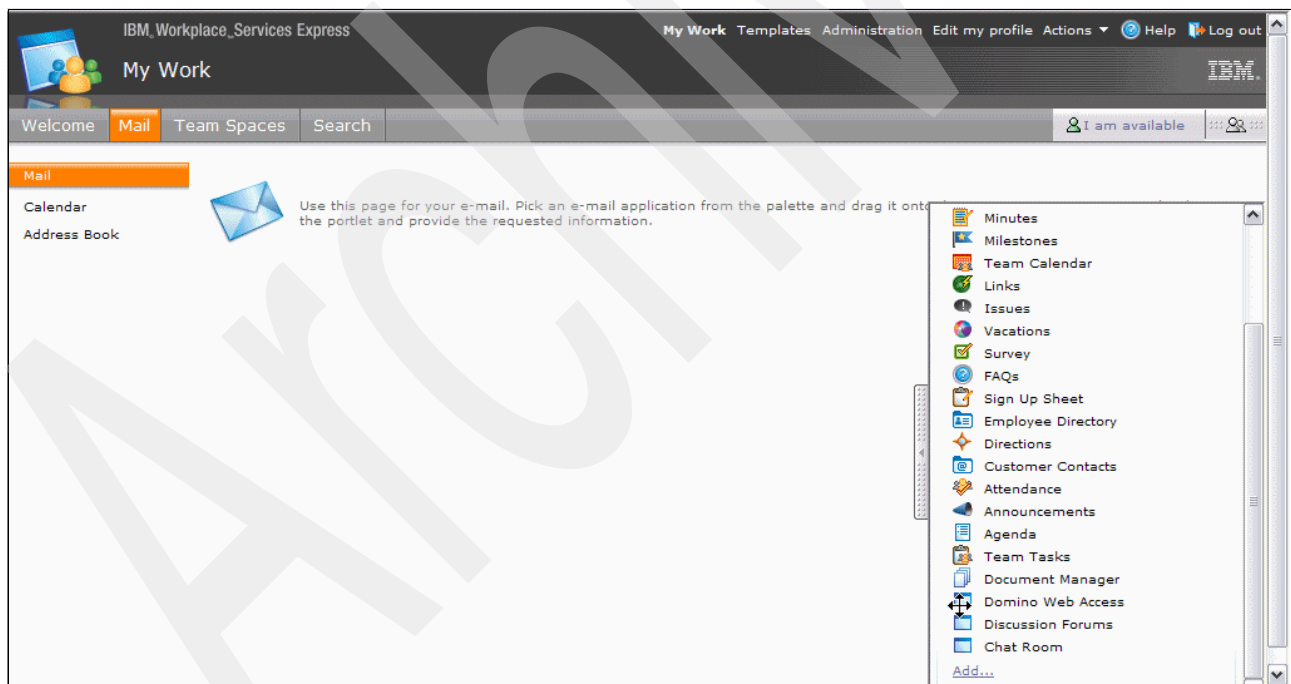 IBM Workplace Services Express
My Work Templates Administration Edit my profile Actions Help Log out
My Work
IBM.
Welcome Mail Team Spaces Search
I am available
Mail
Calendar
Address Book
Use this page for your e-mail. Pick an e-mail application from the palette and drag it onto
the portlet and provide the requested information.
Minutes
Milestones
Team Calendar
Links
Issues
Vacations
Survey
FAQs
Sign Up Sheet
Employee Directory
Directions
Customer Contacts
Attendance
Announcements
Agenda
Team Tasks
Document Manager
Domino Web Access
Discussion Forums
Chat Room
Add...